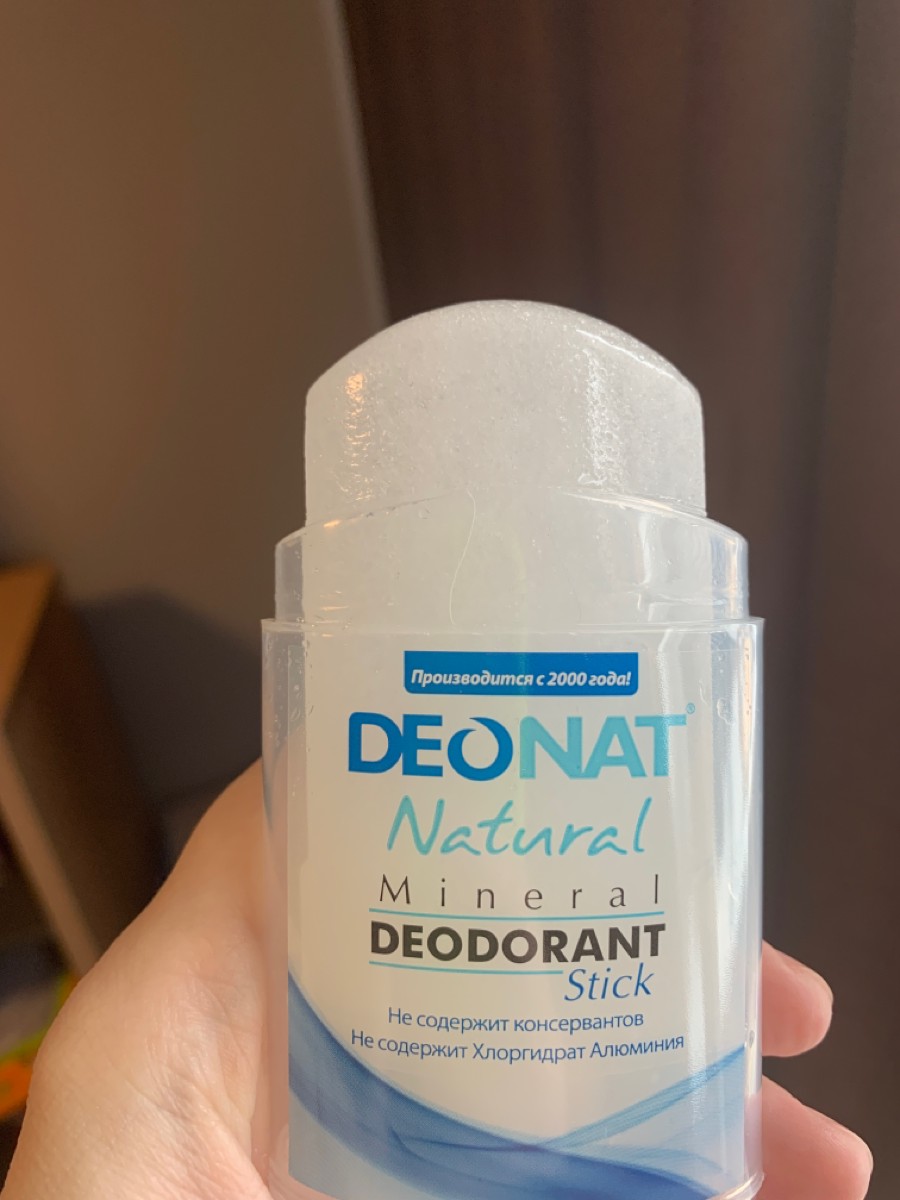 Производится с 2000 года!
DEONAT®
Natural
Mineral
DEODORANT
Stick
Не содержит консервантов
Не содержит Хлоргидрат Алюминия